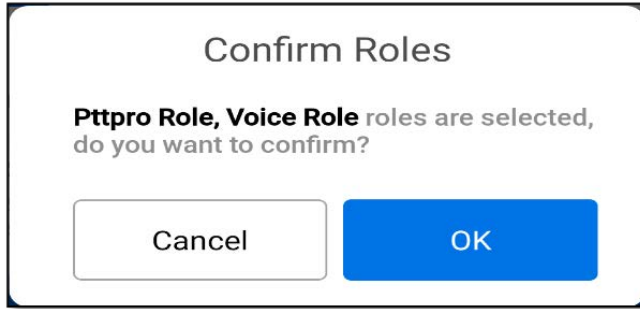 Confirm Roles
Pttpro Role, Voice Role roles are selected,
do you want to confirm?
Cancel
OK